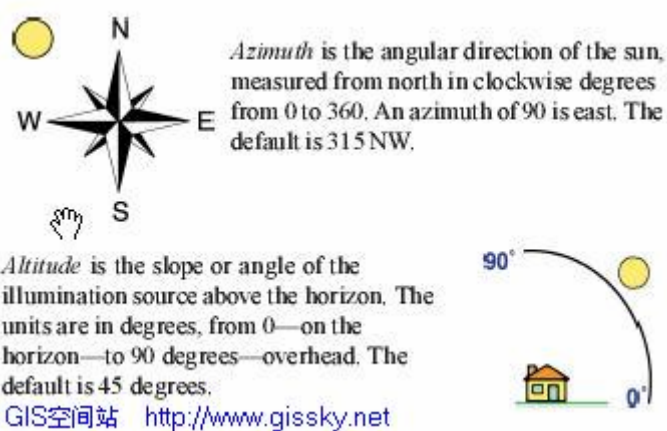 N
W
E
S
Azimuth is the angular direction of the sun,
measured from north in clockwise degrees
from 0 to 360. An azimuth of 90 is east. The
default is 315 NW.
Altitude is the slope or angle of the
illumination source above the horizon. The
units are in degrees, from 0—on the
horizon—to 90 degrees—overhead. The
default is 45 degrees.
90°
0°
GIS空间站 http://www.gissky.net